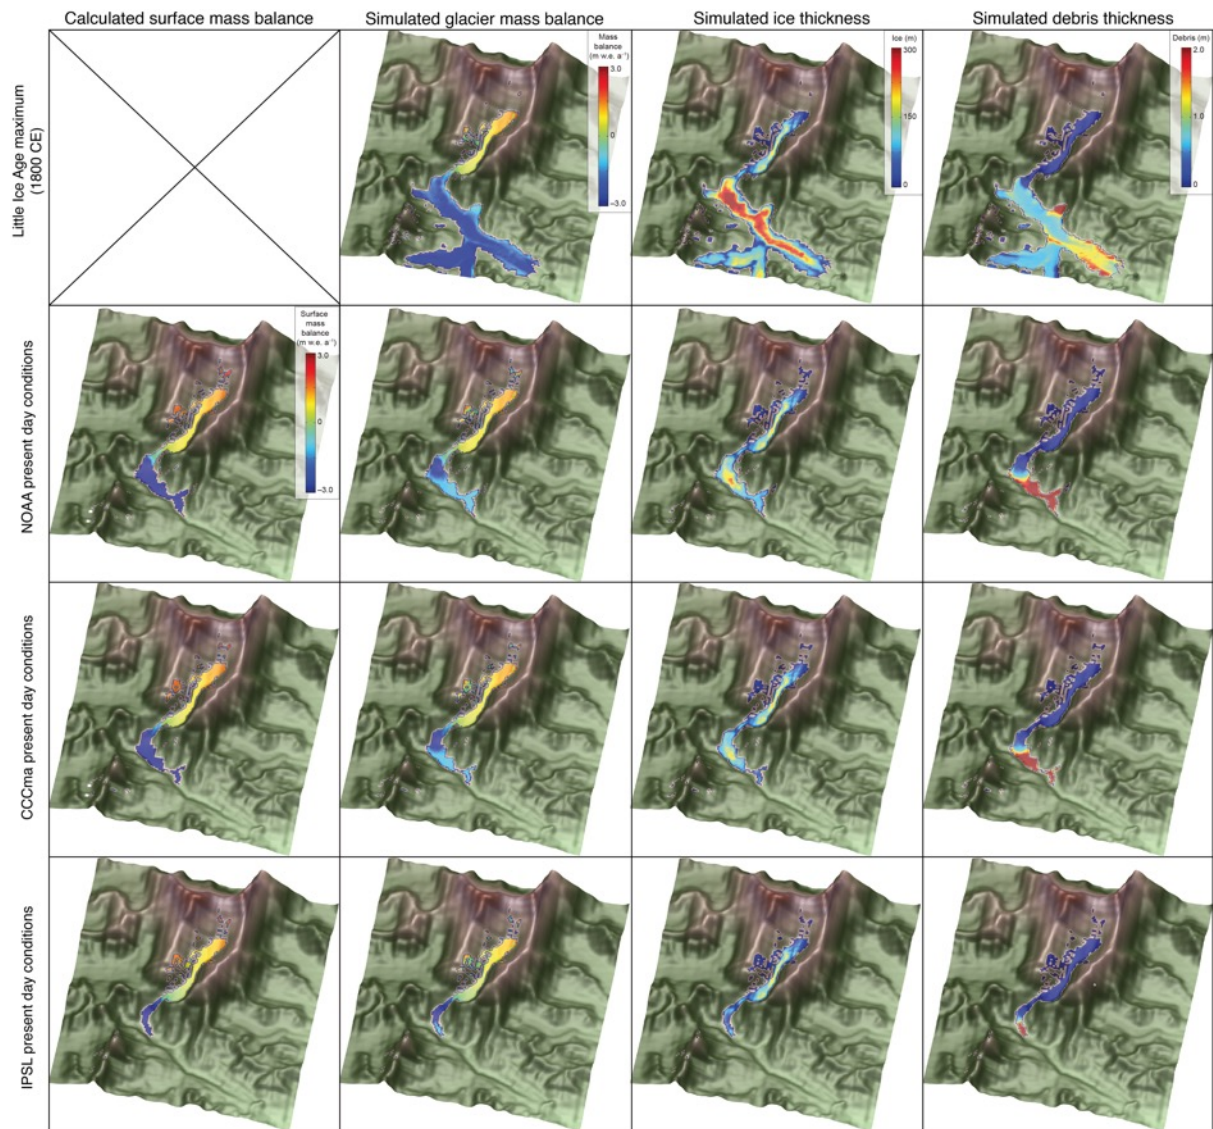 Calculated surface mass balance
Simulated glacier mass balance
Simulated ice thickness
Simulated debris thickness
Little Ice Age maximum
(1800 CE)
Mass
balance
(m w.e. a⁻¹)
3.0
0
−3.0
Ice (m)
300
150
0
Debris (m)
2.0
1.0
0
NOAA present day conditions
Surface
mass
balance
(m w.e. a⁻¹)
3.0
0
−3.0
CCCma present day conditions
IPSL present day conditions